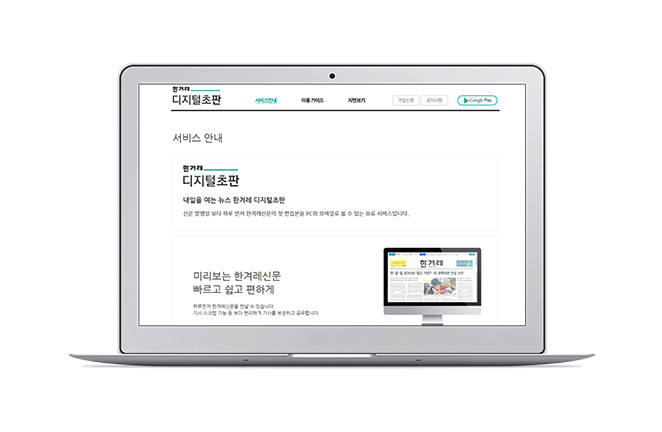 한겨레
디지털초판
서비스안내 이용 가이드 지면보기 가입신청 공지사항 Google Play
서비스 안내
한겨레
디지털초판
내일을 여는 뉴스 한겨레 디지털초판
신문 발행일 보다 하루 먼저 한겨레신문의 첫 편집본을 PC와 모바일로 볼 수 있는 유료 서비스입니다.
미리보는 한겨레신문
빠르고 쉽고 편하게
하루먼저 한겨레신문을 만날 수 있습니다.
기사 스크랩 기능 등 보다 편리하게 기사를 보관하고 공유합니다.
한겨레